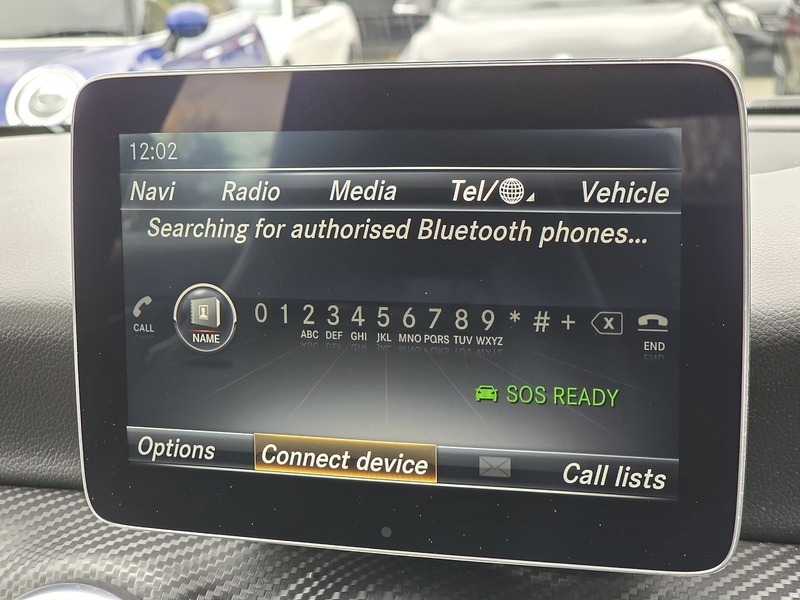 12:02
Navi Radio Media Tel/ Vehicle
Searching for authorised Bluetooth phones...
0 1 2 3 4 5 6 7 8 9 * # +
CALL NAME ABC DEF GHI JKL MNO PQRS TUV WXYZ X END
SOS READY
Options Connect device Call lists